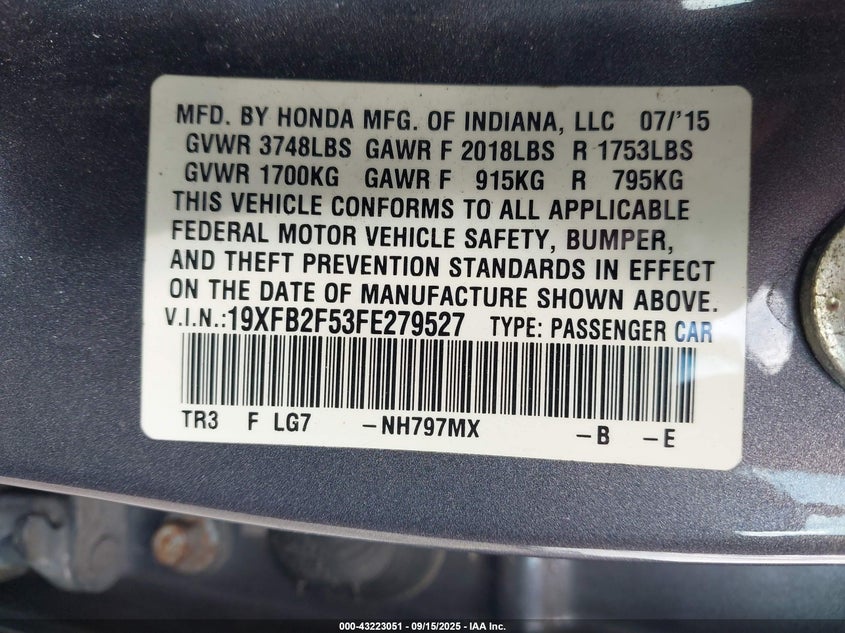 MFD. BY HONDA MFG. OF INDIANA, LLC 07/'15
GVWR 3748LBS GAWR F 2018LBS R 1753LBS
GVWR 1700KG GAWR F 915KG R 795KG
THIS VEHICLE CONFORMS TO ALL APPLICABLE
FEDERAL MOTOR VEHICLE SAFETY, BUMPER,
AND THEFT PREVENTION STANDARDS IN EFFECT
ON THE DATE OF MANUFACTURE SHOWN ABOVE.
V.I.N.:19XFB2F53FE279527 TYPE: PASSENGER CAR
TR3 F LG7 –NH797MX –B –E
000-43223051 - 09/15/2025 - IAA Inc.